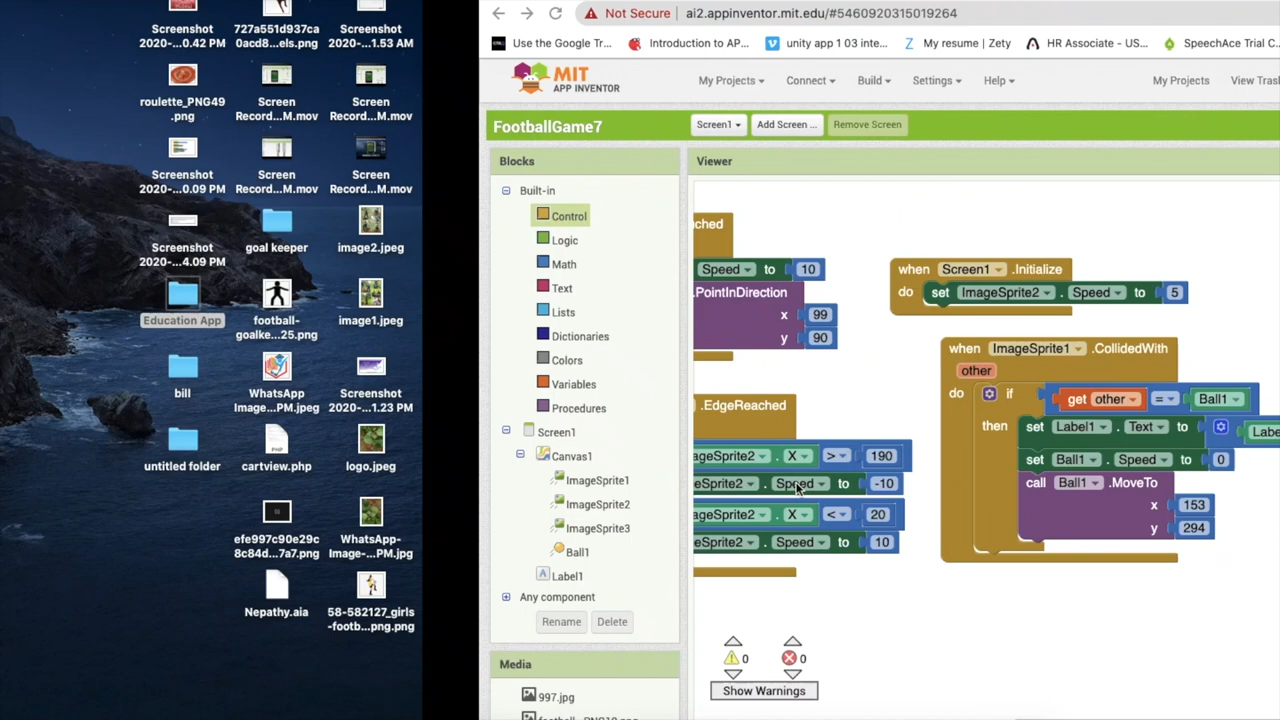 Screenshot
2020-...0.42 PM
727a551d937ca
0acd8...els.png
Screenshot
2020-...1.53 AM
roulette_PNG49
.png
Screen
Record...M.mov
Screen
Record...M.mov
Screenshot
2020-...0.09 PM
Screen
Record...M.mov
Screen
Record...M.mov
Screenshot
2020-...4.09 PM
goal keeper
image2.jpeg
Education App
football-
goalke...25.png
image1.jpeg
bill
WhatsApp
Image-...PM.jpeg
Screenshot
2020-...1.23 PM
untitled folder
cartview.php
logo.jpeg
efe997c90e29c
8c84d...7a7.png
WhatsApp-
Image-...PM.jpg
Nepathy.aia
58-582127_girls
-footb...png.png
Not Secure
ai2.appinventor.mit.edu/#5460920315019264
Use the Google Tr...
Introduction to AP...
unity app 1 03 inte...
My resume | Zety
HR Associate - US...
SpeechAce Trial C.
MIT
APP INVENTOR
My Projects
Connect
Build
Settings
Help
My Projects
View Trash
FootballGame7
Screen1
Add Screen ...
Remove Screen
Blocks
Viewer
Built-in
Control
Logic
Math
Text
Lists
Dictionaries
Colors
Variables
Procedures
Screen1
Canvas1
ImageSprite1
ImageSprite2
ImageSprite3
Ball1
Label1
Any component
Rename
Delete
Media
997.jpg
ched
Speed to 10
.PointInDirection
x 99
y 90
.EdgeReached
ageSprite2 . X > 190
eSprite2 . Speed to -10
ageSprite2 . X < 20
eSprite2 . Speed to 10
when Screen1 .Initialize
do set ImageSprite2 . Speed to 5
when ImageSprite1 .CollidedWith
other
do if get other = Ball1
then set Label1 . Text to Labe
set Ball1 . Speed to 0
call Ball1 .MoveTo
x 153
y 294
0 0
Show Warnings